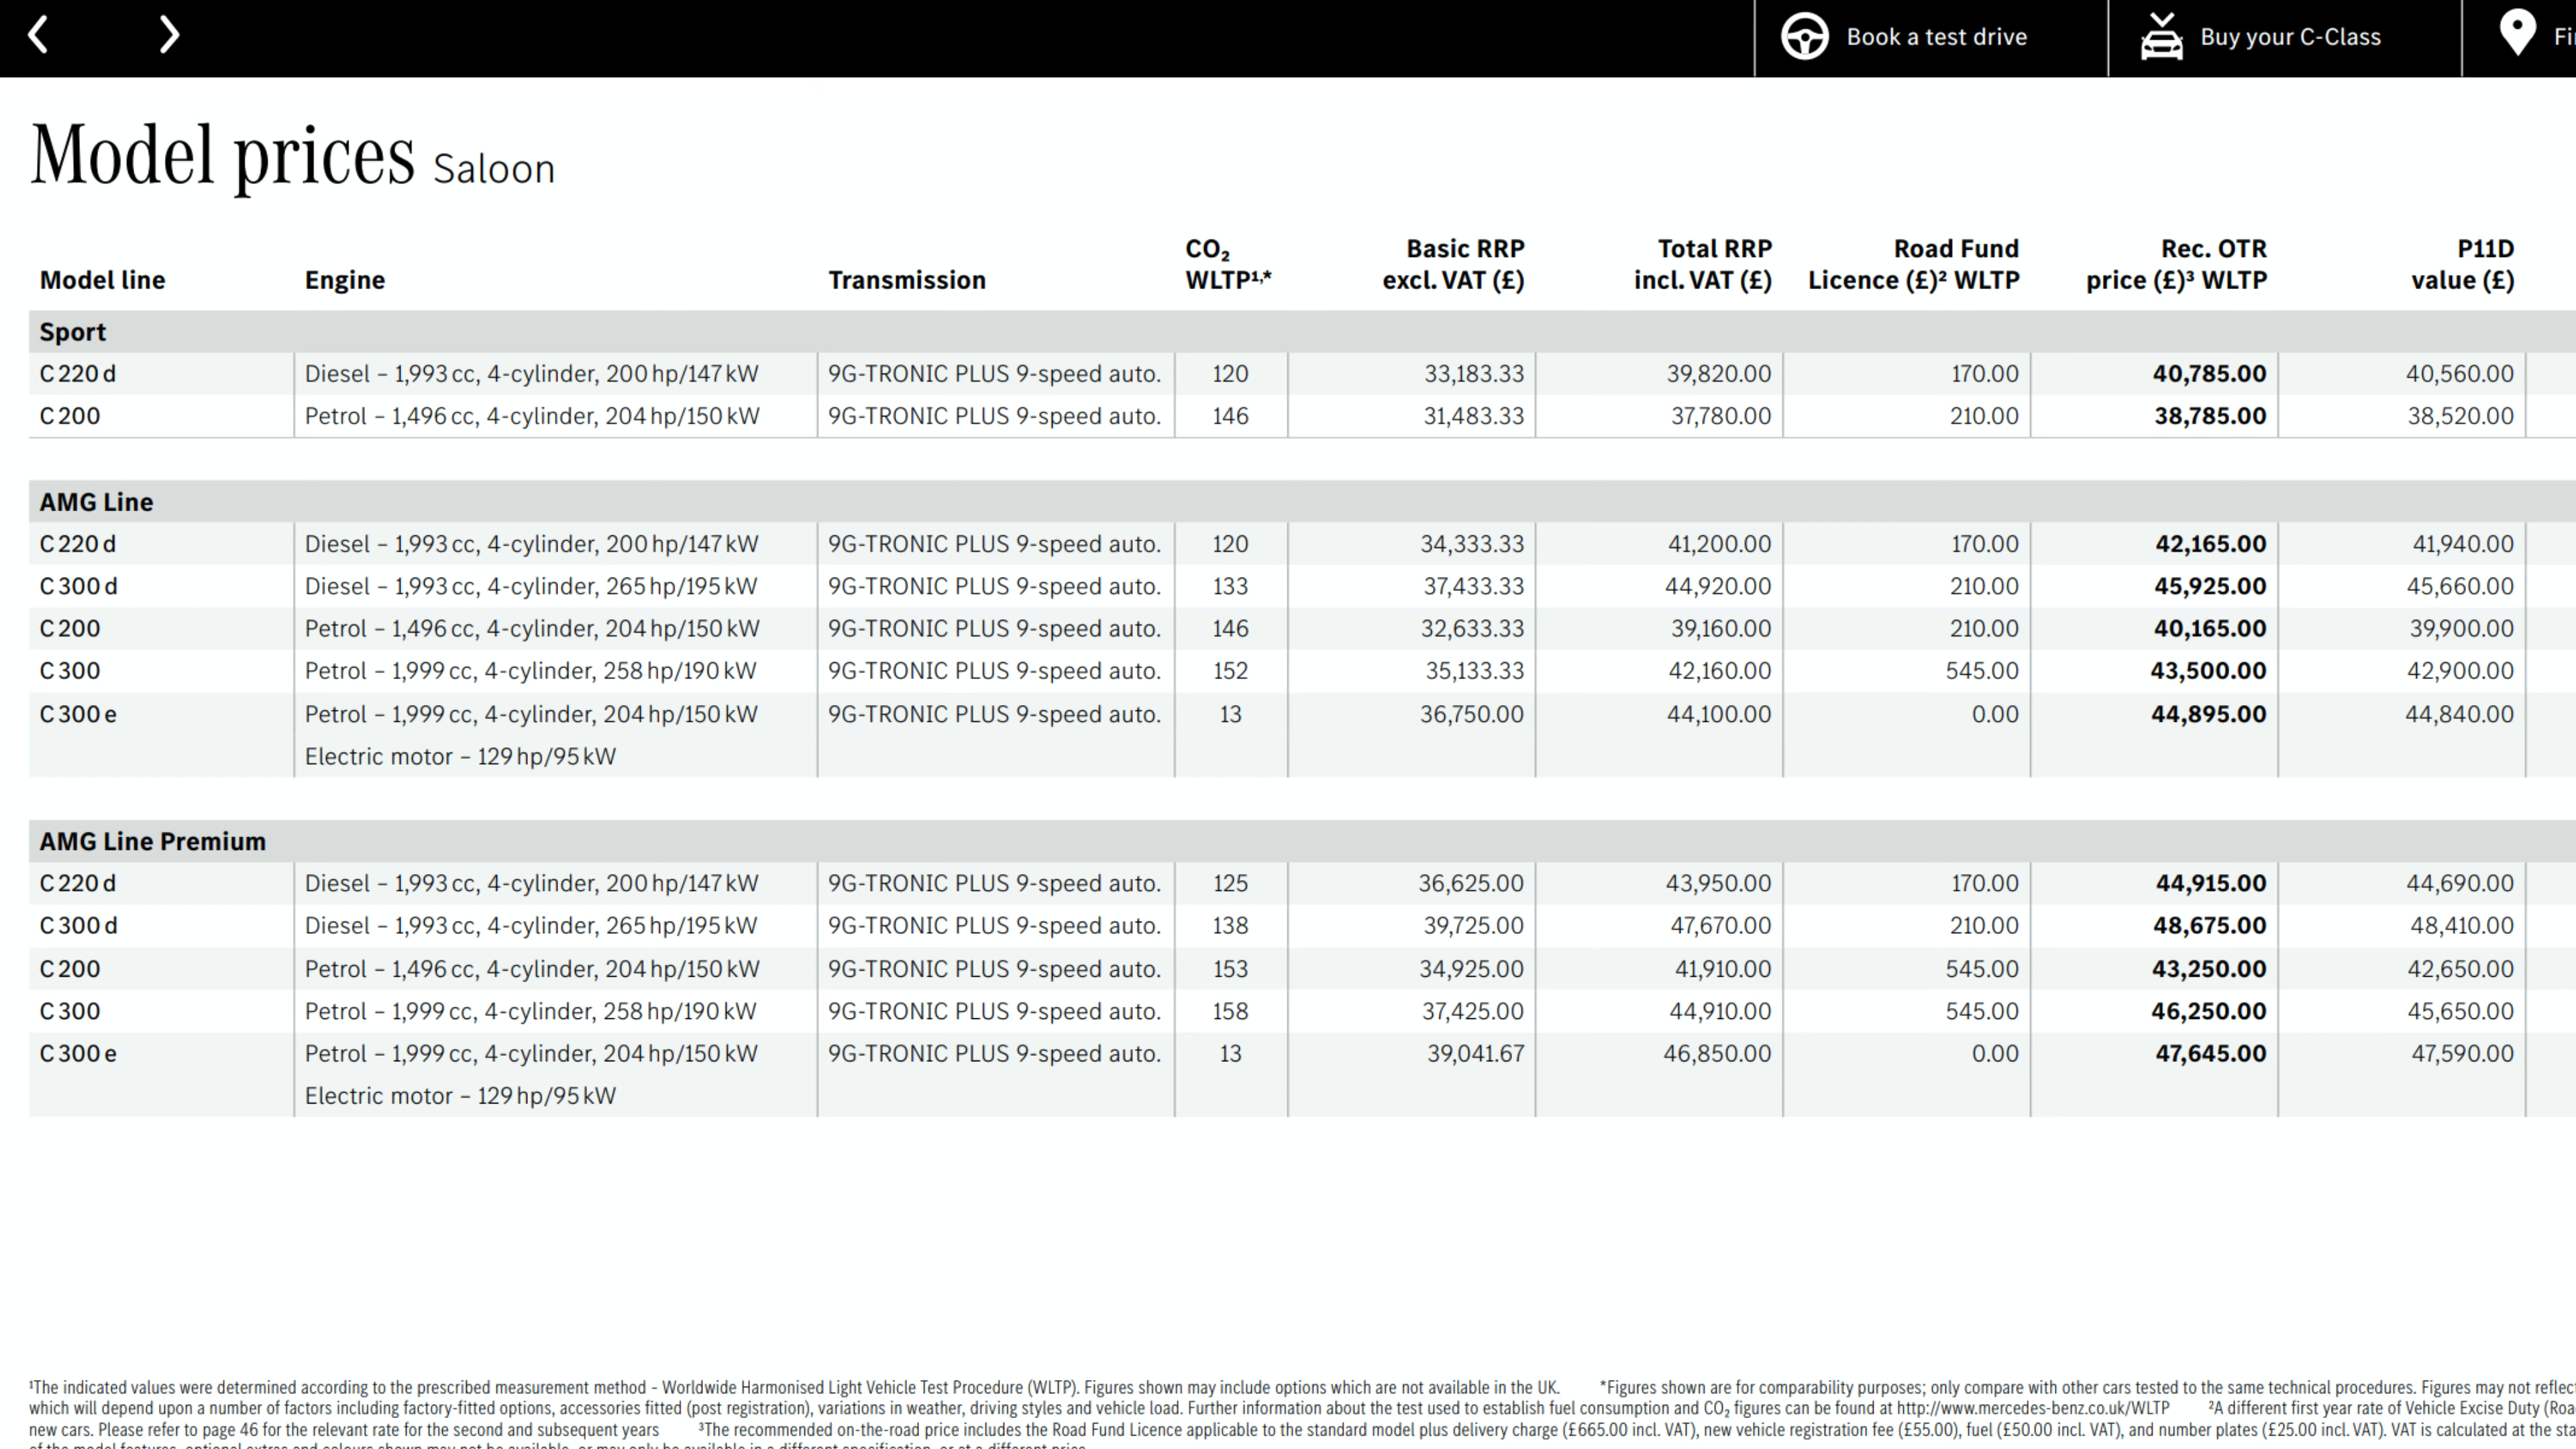 Book a test drive
Buy your C-Class
Model prices Saloon
Model line Engine Transmission CO₂ WLTP¹,* Basic RRP excl. VAT (£) Total RRP incl. VAT (£) Road Fund Licence (£)² WLTP Rec. OTR price (£)³ WLTP P11D value (£)
Sport
C 220 d Diesel – 1,993 cc, 4-cylinder, 200 hp/147 kW 9G-TRONIC PLUS 9-speed auto. 120 33,183.33 39,820.00 170.00 40,785.00 40,560.00
C 200 Petrol – 1,496 cc, 4-cylinder, 204 hp/150 kW 9G-TRONIC PLUS 9-speed auto. 146 31,483.33 37,780.00 210.00 38,785.00 38,520.00
AMG Line
C 220 d Diesel – 1,993 cc, 4-cylinder, 200 hp/147 kW 9G-TRONIC PLUS 9-speed auto. 120 34,333.33 41,200.00 170.00 42,165.00 41,940.00
C 300 d Diesel – 1,993 cc, 4-cylinder, 265 hp/195 kW 9G-TRONIC PLUS 9-speed auto. 133 37,433.33 44,920.00 210.00 45,925.00 45,660.00
C 200 Petrol – 1,496 cc, 4-cylinder, 204 hp/150 kW 9G-TRONIC PLUS 9-speed auto. 146 32,633.33 39,160.00 210.00 40,165.00 39,900.00
C 300 Petrol – 1,999 cc, 4-cylinder, 258 hp/190 kW 9G-TRONIC PLUS 9-speed auto. 152 35,133.33 42,160.00 545.00 43,500.00 42,900.00
C 300 e Petrol – 1,999 cc, 4-cylinder, 204 hp/150 kW 9G-TRONIC PLUS 9-speed auto. 13 36,750.00 44,100.00 0.00 44,895.00 44,840.00
Electric motor – 129 hp/95 kW
AMG Line Premium
C 220 d Diesel – 1,993 cc, 4-cylinder, 200 hp/147 kW 9G-TRONIC PLUS 9-speed auto. 125 36,625.00 43,950.00 170.00 44,915.00 44,690.00
C 300 d Diesel – 1,993 cc, 4-cylinder, 265 hp/195 kW 9G-TRONIC PLUS 9-speed auto. 138 39,725.00 47,670.00 210.00 48,675.00 48,410.00
C 200 Petrol – 1,496 cc, 4-cylinder, 204 hp/150 kW 9G-TRONIC PLUS 9-speed auto. 153 34,925.00 41,910.00 545.00 43,250.00 42,650.00
C 300 Petrol – 1,999 cc, 4-cylinder, 258 hp/190 kW 9G-TRONIC PLUS 9-speed auto. 158 37,425.00 44,910.00 545.00 46,250.00 45,650.00
C 300 e Petrol – 1,999 cc, 4-cylinder, 204 hp/150 kW 9G-TRONIC PLUS 9-speed auto. 13 39,041.67 46,850.00 0.00 47,645.00 47,590.00
Electric motor – 129 hp/95 kW
¹The indicated values were determined according to the prescribed measurement method - Worldwide Harmonised Light Vehicle Test Procedure (WLTP). Figures shown may include options which are not available in the UK. *Figures shown are for comparability purposes; only compare with other cars tested to the same technical procedures. Figures may not reflec
which will depend upon a number of factors including factory-fitted options, accessories fitted (post registration), variations in weather, driving styles and vehicle load. Further information about the test used to establish fuel consumption and CO₂ figures can be found at http://www.mercedes-benz.co.uk/WLTP ²A different first year rate of Vehicle Excise Duty (Roa
new cars. Please refer to page 46 for the relevant rate for the second and subsequent years ³The recommended on-the-road price includes the Road Fund Licence applicable to the standard model plus delivery charge (£665.00 incl. VAT), new vehicle registration fee (£55.00), fuel (£50.00 incl. VAT), and number plates (£25.00 incl. VAT). VAT is calculated at the sta